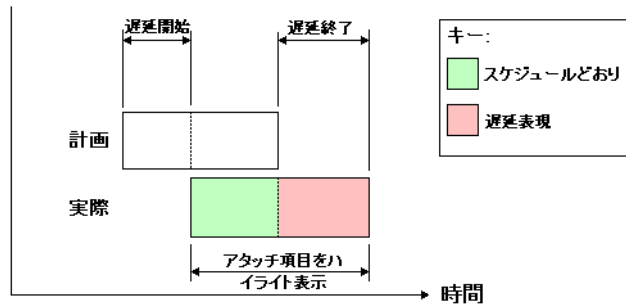 遅延開始
遅延終了
キー:
スケジュールどおり
遅延表現
計画
実際
アタッチ項目をハ
イライト表示
時間